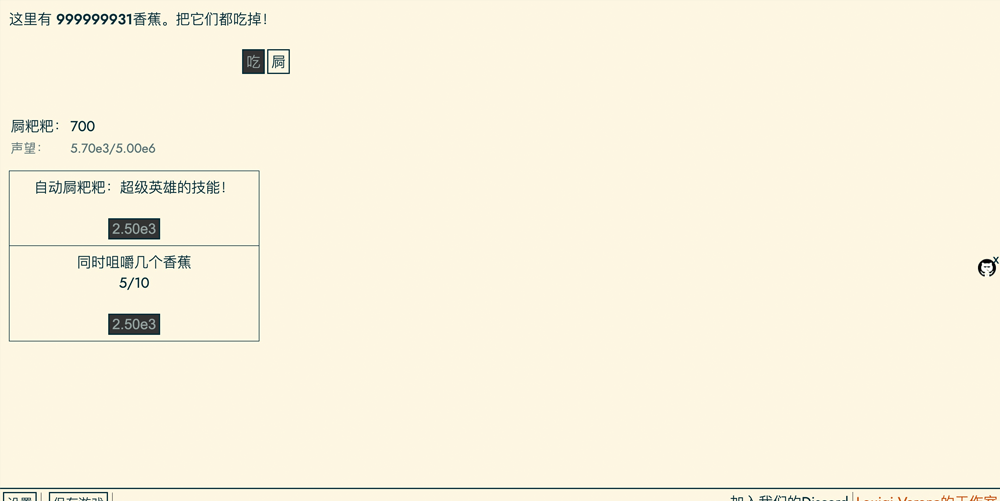 这里有 999999931香蕉。把它们都吃掉！
吃 屙
屙粑粑： 700
声望： 5.70e3/5.00e6
自动屙粑粑：超级英雄的技能！
2.50e3
同时咀嚼几个香蕉
5/10
2.50e3
x
设置 保存游戏 加入我们的Discord Louigi Verona的工作室